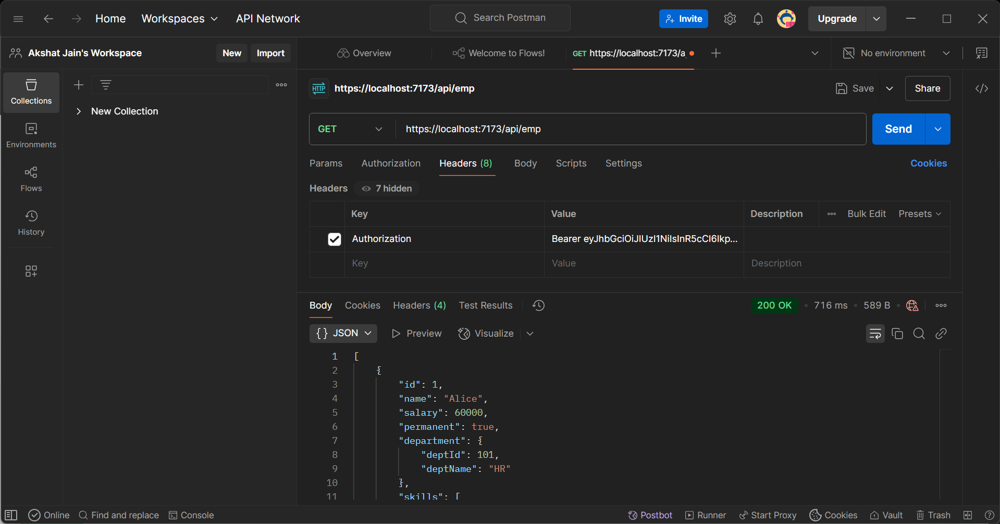 Home Workspaces API Network Search Postman Invite Upgrade
Akshat Jain's Workspace New Import Overview Welcome to Flows! GET https://localhost:7173/a No environment
Collections
Environments
Flows
History
New Collection
HTTP https://localhost:7173/api/emp Save Share
GET https://localhost:7173/api/emp Send
Params Authorization Headers (8) Body Scripts Settings Cookies
Headers 7 hidden
Key Value Description Bulk Edit Presets
Authorization Bearer eyJhbGciOiJIUzI1NiIsInR5cCI6Ikp...
Key Value Description
Body Cookies Headers (4) Test Results 200 OK • 716 ms • 589 B •
{} JSON Preview Visualize
1 [
2 {
3 "id": 1,
4 "name": "Alice",
5 "salary": 60000,
6 "permanent": true,
7 "department": {
8 "deptId": 101,
9 "deptName": "HR"
10 },
11 "skills": [
Online Find and replace Console Postbot Runner Start Proxy Cookies Vault Trash